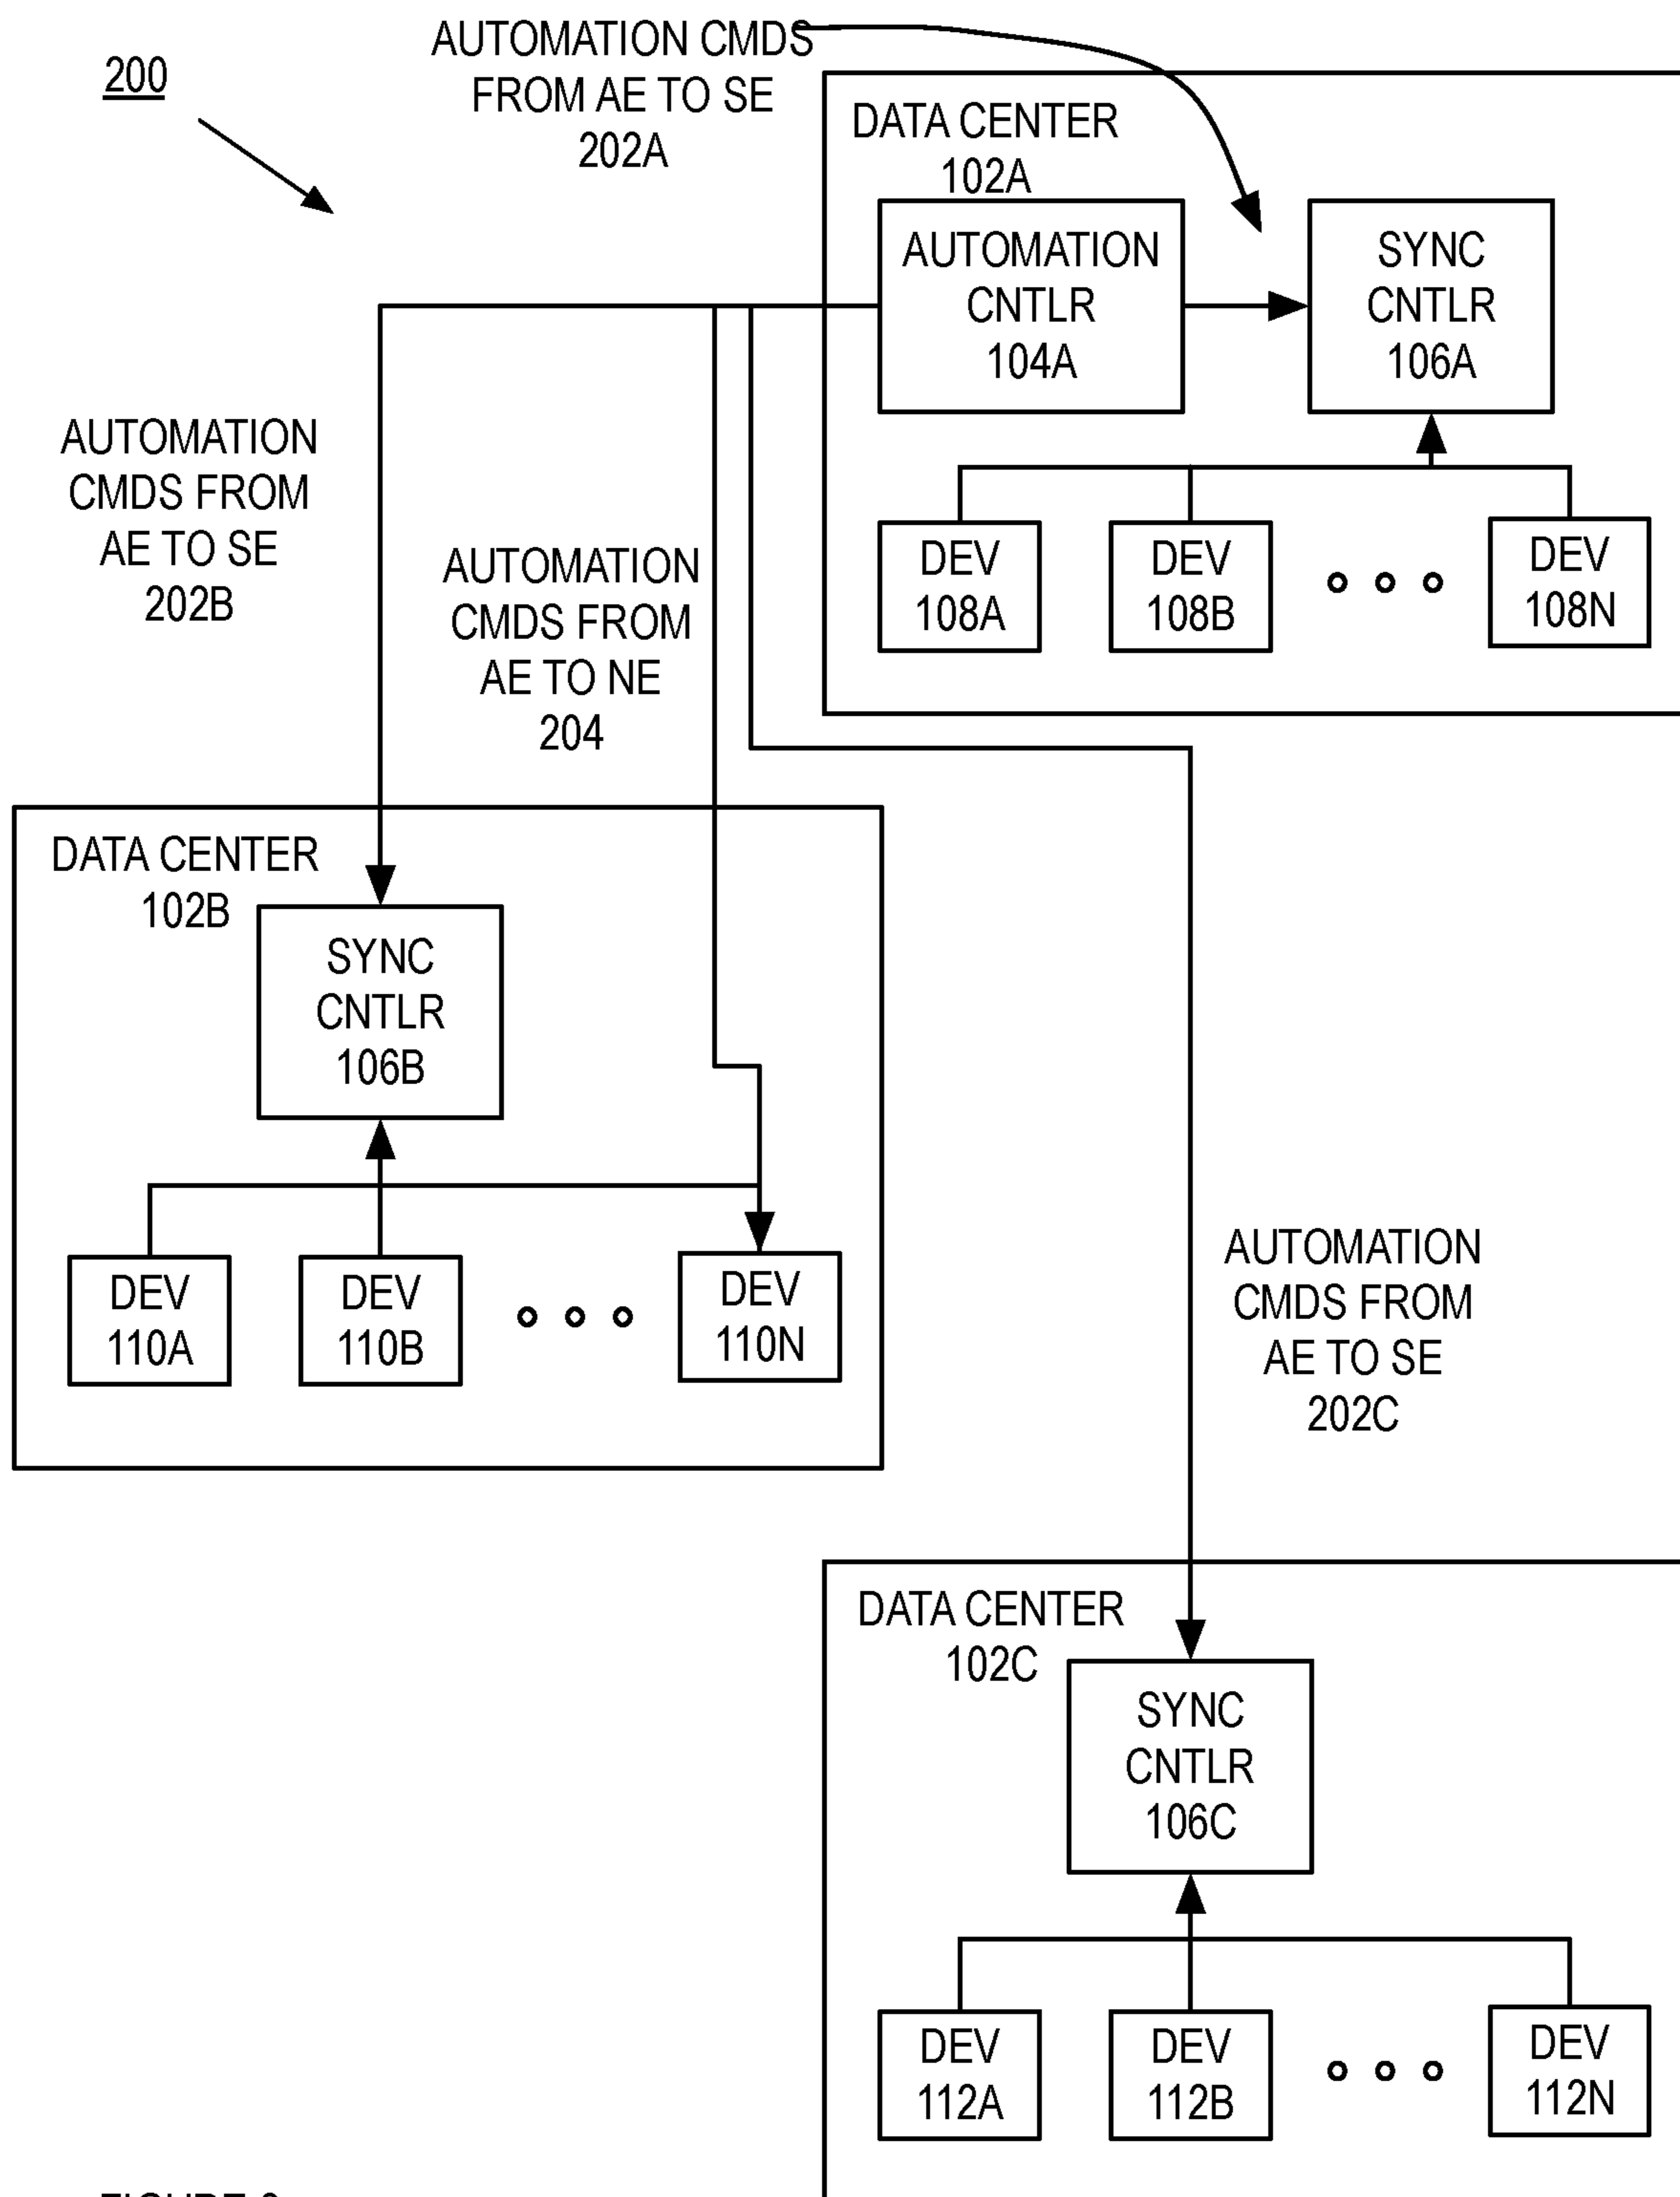 200
AUTOMATION CMDS
FROM AE TO SE
202A
DATA CENTER
102A
AUTOMATION
CNTLR
104A
SYNC
CNTLR
106A
DEV
108A
DEV
108B
DEV
108N
AUTOMATION
CMDS FROM
AE TO SE
202B
AUTOMATION
CMDS FROM
AE TO NE
204
DATA CENTER
102B
SYNC
CNTLR
106B
DEV
110A
DEV
110B
DEV
110N
AUTOMATION
CMDS FROM
AE TO SE
202C
DATA CENTER
102C
SYNC
CNTLR
106C
DEV
112A
DEV
112B
DEV
112N
FIGURE